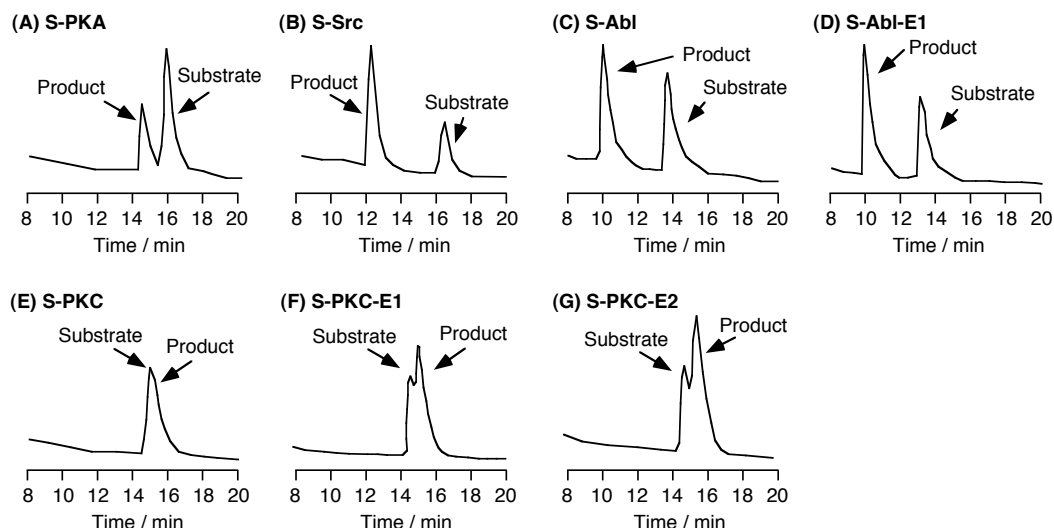 (A) S-PKA
Product
Substrate
8 10 12 14 16 18 20
Time / min
(B) S-Src
Product
Substrate
8 10 12 14 16 18 20
Time / min
(C) S-Abl
Product
Substrate
8 10 12 14 16 18 20
Time / min
(D) S-Abl-E1
Product
Substrate
8 10 12 14 16 18 20
Time / min
(E) S-PKC
Substrate
Product
8 10 12 14 16 18 20
Time / min
(F) S-PKC-E1
Substrate
Product
8 10 12 14 16 18 20
Time / min
(G) S-PKC-E2
Substrate
Product
8 10 12 14 16 18 20
Time / min